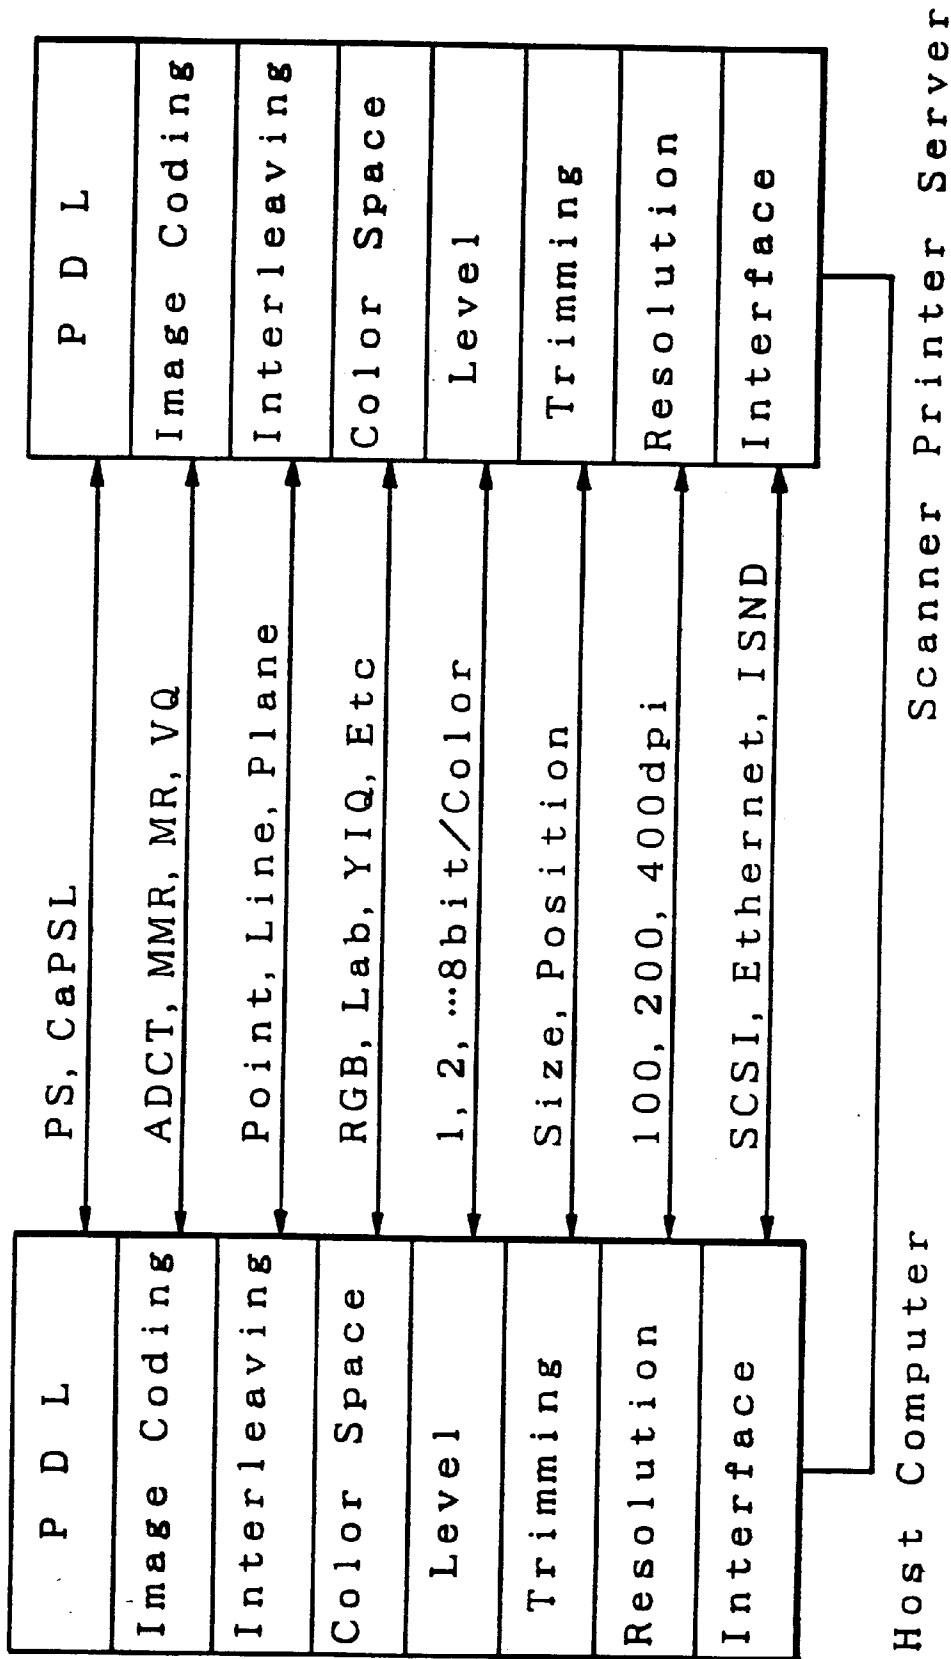 P D L
Image Coding
Interleaving
Color Space
Level
Trimming
Resolution
Interface
Host Computer
PS, CaPSL
ADCT, MMR, MR, VQ
Point, Line, Plane
RGB, Lab, YIQ, Etc
1, 2, …8bit/Color
Size, Position
100, 200, 400dpi
SCSI, Ethernet, ISND
P D L
Image Coding
Interleaving
Color Space
Level
Trimming
Resolution
Interface
Scanner Printer Server